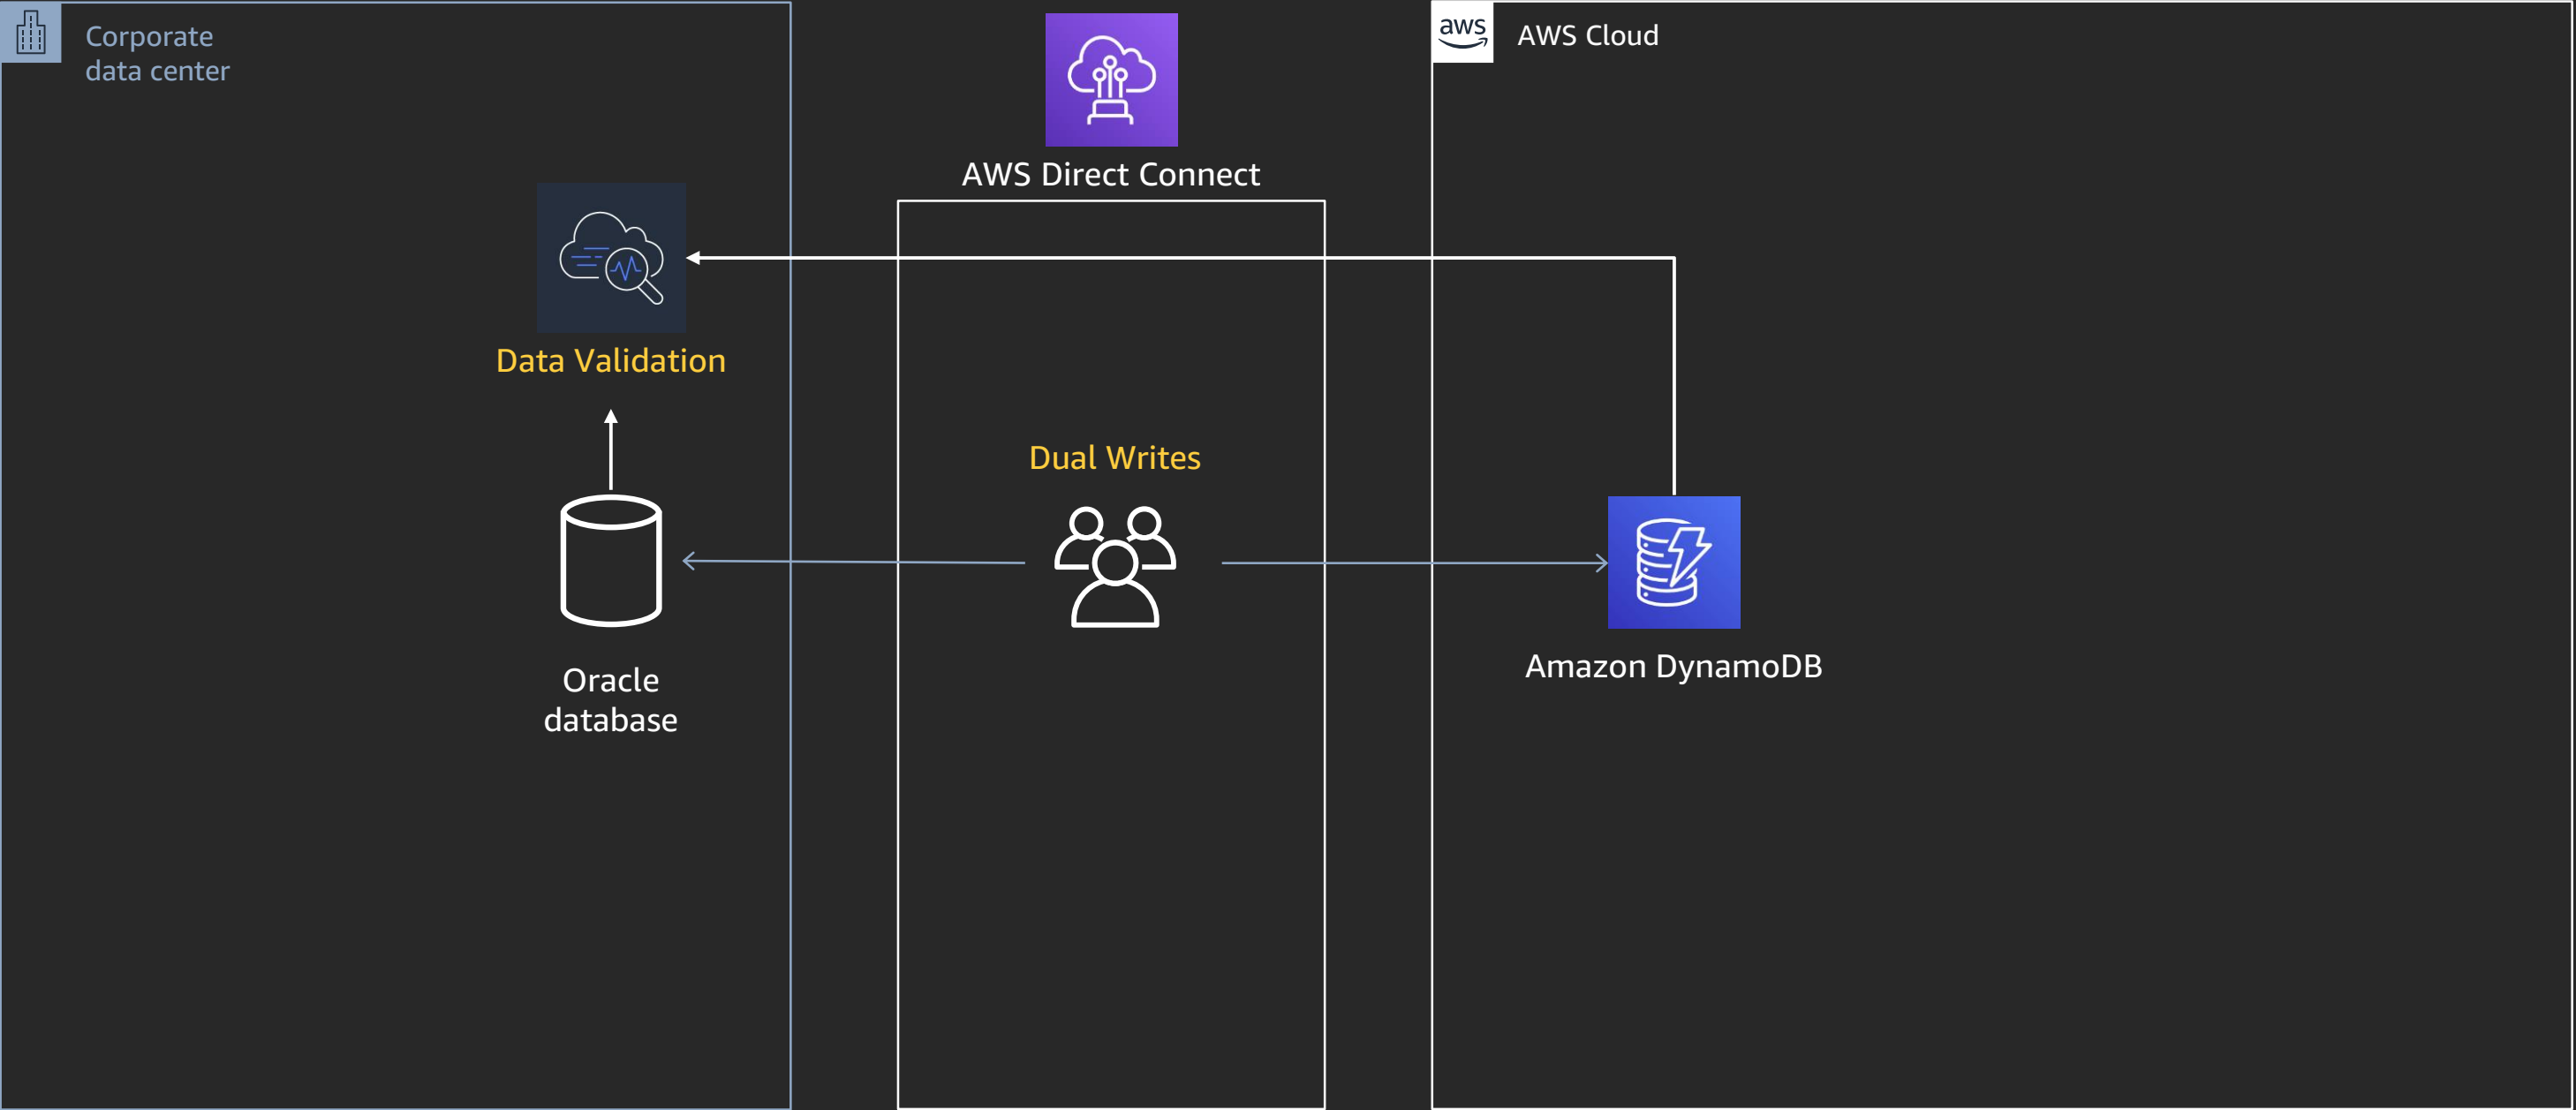 Corporate
data center
AWS Direct Connect
aws
AWS Cloud
Data Validation
Dual Writes
Oracle
database
Amazon DynamoDB